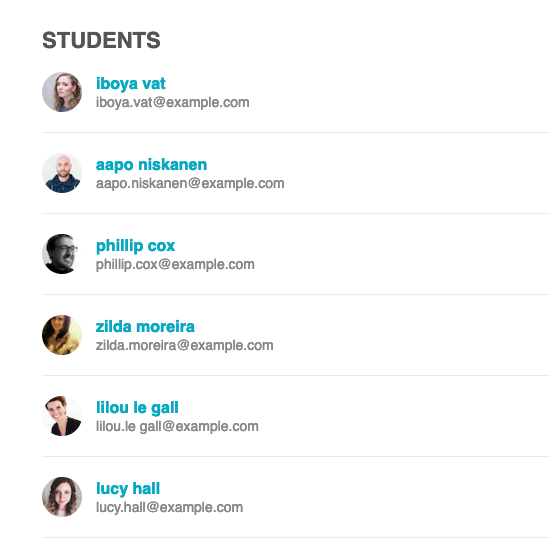 STUDENTS
iboya vat
iboya.vat@example.com
aapo niskanen
aapo.niskanen@example.com
phillip cox
phillip.cox@example.com
zilda moreira
zilda.moreira@example.com
lilou le gall
lilou.le gall@example.com
lucy hall
lucy.hall@example.com